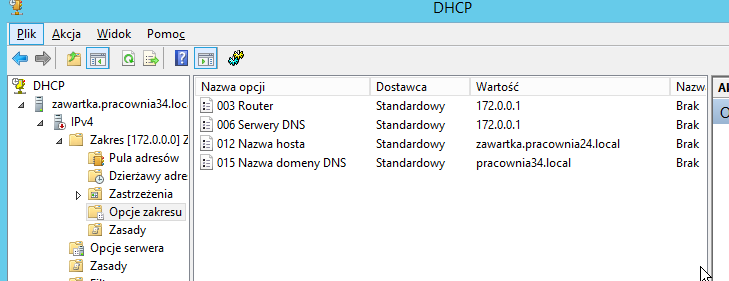 DHCP
Plik Akcja Widok Pomoc
DHCP
zawartka.pracownia34.loc
IPv4
Zakres [172.0.0.0] Z
Pula adresów
Dzierżawy adre
Zastrzeżenia
Opcje zakresu
Zasady
Opcje serwera
Zasady
Nazwa opcji Dostawca Wartość Nazw
003 Router Standardowy 172.0.0.1 Brak
006 Serwery DNS Standardowy 172.0.0.1 Brak
012 Nazwa hosta Standardowy zawartka.pracownia24.local Brak
015 Nazwa domeny DNS Standardowy pracownia34.local Brak